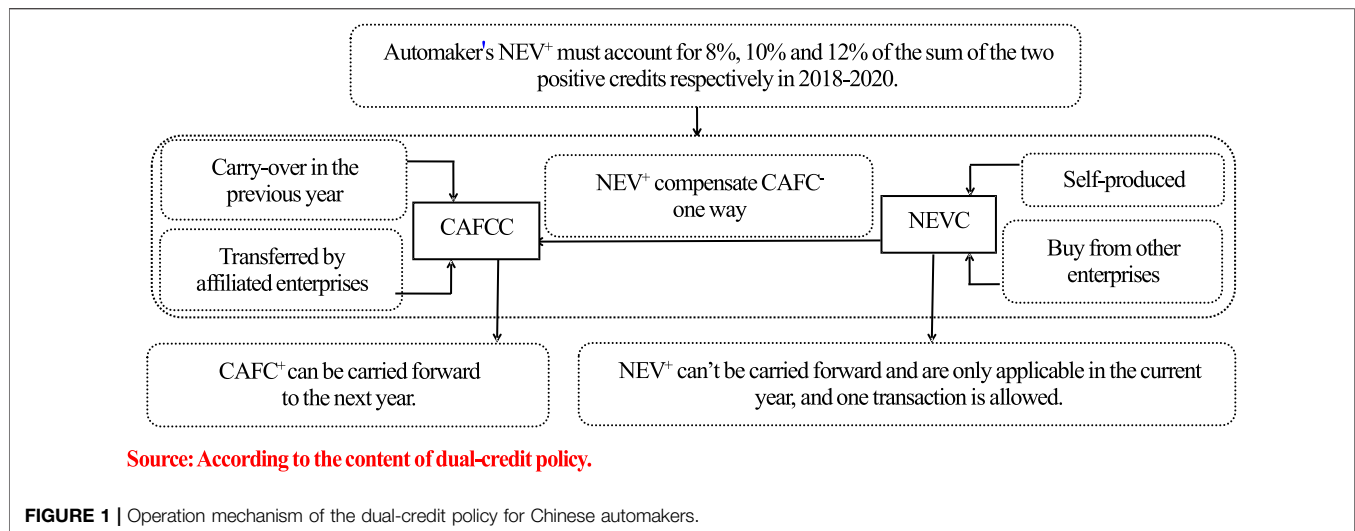 Automaker's NEV⁺ must account for 8%, 10% and 12% of the sum of the two
positive credits respectively in 2018-2020.
Carry-over in the
previous year
NEV⁺ compensate CAFC⁻
one way
Self-produced
CAFCC
NEVC
Transferred by
affiliated enterprises
Buy from other
enterprises
CAFC⁺ can be carried forward
to the next year.
NEV⁺ can’t be carried forward and are only applicable in the current
year, and one transaction is allowed.
Source: According to the content of dual-credit policy.
FIGURE 1 | Operation mechanism of the dual-credit policy for Chinese automakers.